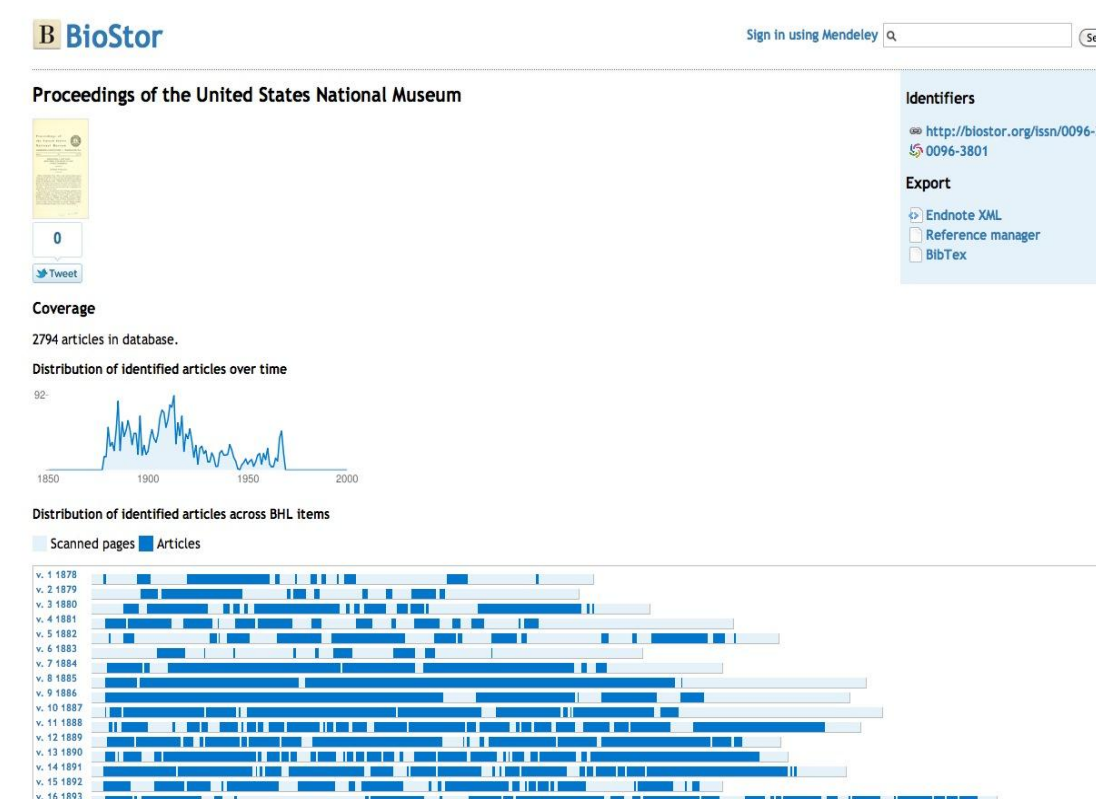 B BioStor
Sign in using Mendeley
Proceedings of the United States National Museum
0
Tweet
Identifiers
http://biostor.org/issn/0096-
0096-3801
Export
Endnote XML
Reference manager
BibTex
Coverage
2794 articles in database.
Distribution of identified articles over time
92-
1850 1900 1950 2000
Distribution of identified articles across BHL items
Scanned pages Articles
v. 1 1878
v. 2 1879
v. 3 1880
v. 4 1881
v. 5 1882
v. 6 1883
v. 7 1884
v. 8 1885
v. 9 1886
v. 10 1887
v. 11 1888
v. 12 1889
v. 13 1890
v. 14 1891
v. 15 1892
v. 16 1893